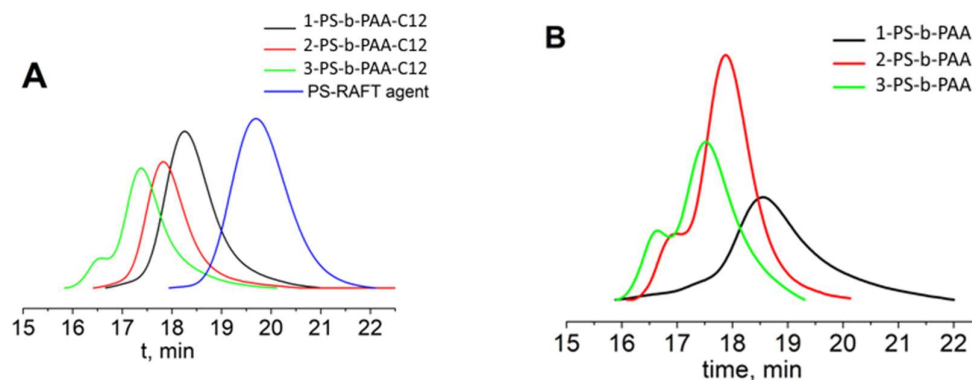 A
1-PS-b-PAA-C12
2-PS-b-PAA-C12
3-PS-b-PAA-C12
PS-RAFT agent
15 16 17 18 19 20 21 22
t, min
B
1-PS-b-PAA
2-PS-b-PAA
3-PS-b-PAA
15 16 17 18 19 20 21 22
time, min